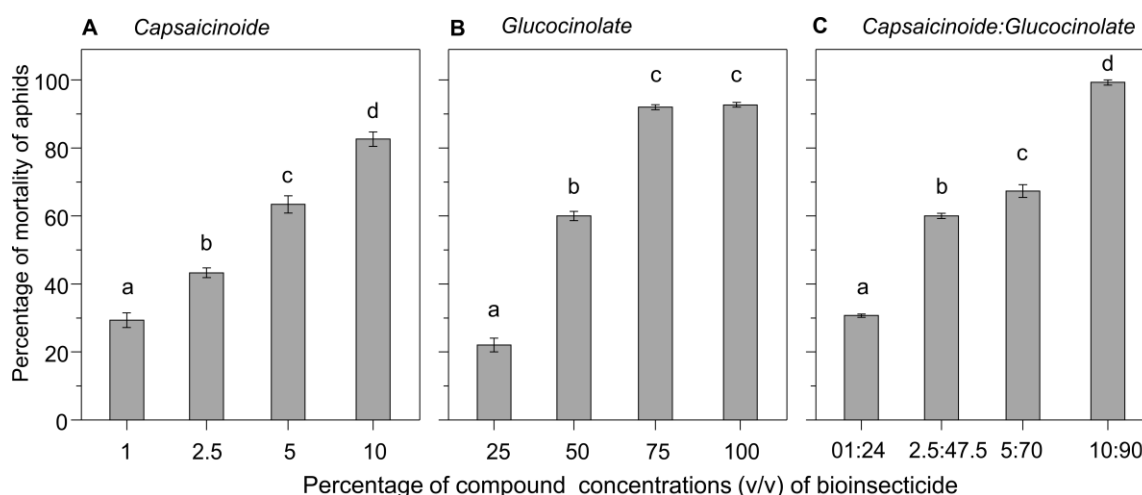 A Capsaicinoide
B Glucocinolate
C Capsaicinoide:Glucocinolate
Percentage of mortality of aphids
100
80
60
40
20
0
a
b
c
d
1 2.5 5 10
a
b
c
c
25 50 75 100
a
b
c
d
01:24 2.5:47.5 5:70 10:90
Percentage of compound concentrations (v/v) of bioinsecticide